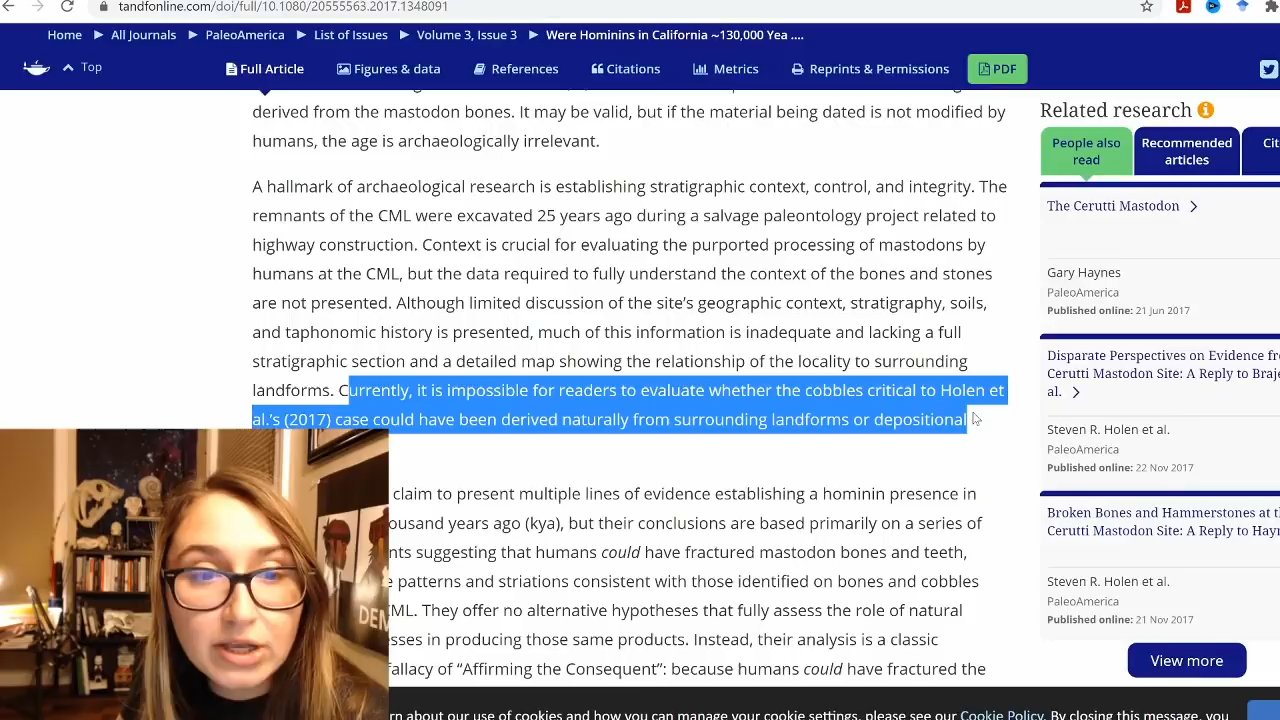 tandfonline.com/doi/full/10.1080/20555563.2017.1348091
Home ▶ All Journals ▶ PaleoAmerica ▶ List of Issues ▶ Volume 3, Issue 3 ▶ Were Hominins in California ~130,000 Yea ....
Top Full Article Figures & data References Citations Metrics Reprints & Permissions PDF
derived from the mastodon bones. It may be valid, but if the material being dated is not modified by
humans, the age is archaeologically irrelevant.
A hallmark of archaeological research is establishing stratigraphic context, control, and integrity. The
remnants of the CML were excavated 25 years ago during a salvage paleontology project related to
highway construction. Context is crucial for evaluating the purported processing of mastodons by
humans at the CML, but the data required to fully understand the context of the bones and stones
are not presented. Although limited discussion of the site's geographic context, stratigraphy, soils,
and taphonomic history is presented, much of this information is inadequate and lacking a full
stratigraphic section and a detailed map showing the relationship of the locality to surrounding
landforms. Currently, it is impossible for readers to evaluate whether the cobbles critical to Holen et
al.'s (2017) case could have been derived naturally from surrounding landforms or depositional
claim to present multiple lines of evidence establishing a hominin presence in
ousand years ago (kya), but their conclusions are based primarily on a series of
nts suggesting that humans could have fractured mastodon bones and teeth,
e patterns and striations consistent with those identified on bones and cobbles
ML. They offer no alternative hypotheses that fully assess the role of natural
sses in producing those same products. Instead, their analysis is a classic
fallacy of "Affirming the Consequent": because humans could have fractured the
Related research
People also
read
Recommended
articles
Cit
The Cerutti Mastodon
Gary Haynes
PaleoAmerica
Published online: 21 Jun 2017
Disparate Perspectives on Evidence fr
Cerutti Mastodon Site: A Reply to Braje
al.
Steven R. Holen et al.
PaleoAmerica
Published online: 22 Nov 2017
Broken Bones and Hammerstones at th
Cerutti Mastodon Site: A Reply to Hayn
Steven R. Holen et al.
PaleoAmerica
Published online: 21 Nov 2017
View more
DEM
rn about our use of cookies and how you can manage your cookie settings, please see our Cookie Policy. By closing this message, you